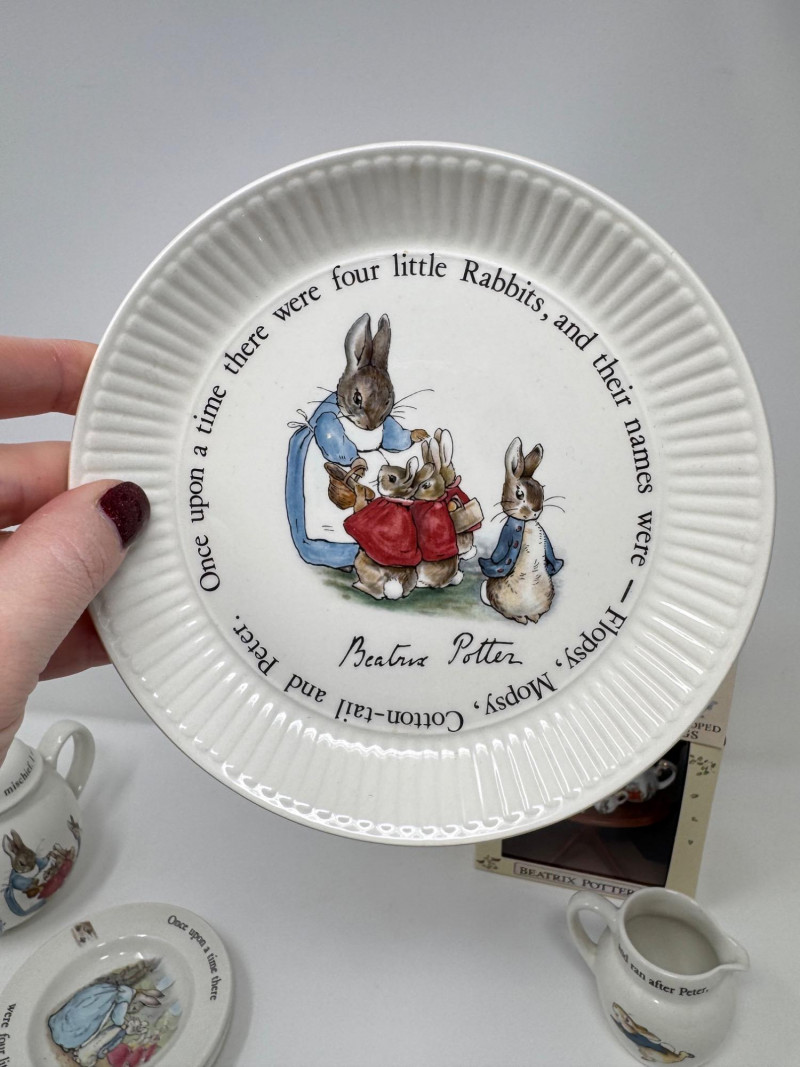 Once upon a time there were four little Rabbits, and their names were — Flopsy, Mopsy, Cotton-tail and Peter.
Beatrix Potter
mischief.
Once upon a time there
were four
BEATRIX POTTER
ran after Peter.